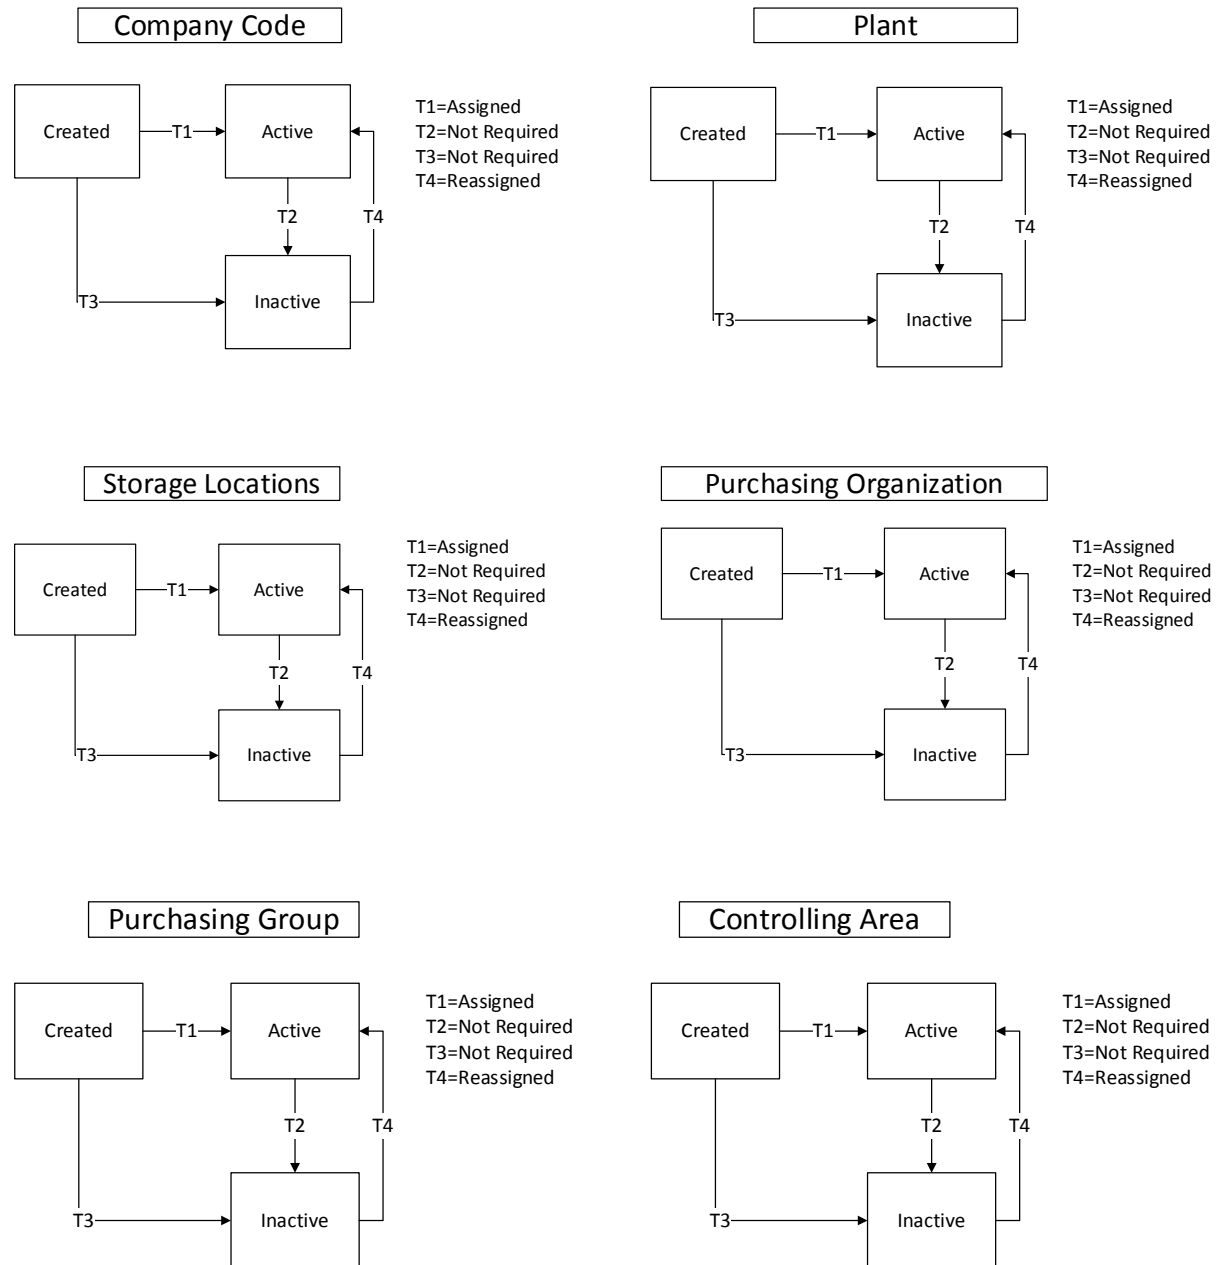 Company Code
Created
T1
Active
T1=Assigned
T2=Not Required
T3=Not Required
T4=Reassigned
T2
T4
T3
Inactive
Plant
Created
T1
Active
T1=Assigned
T2=Not Required
T3=Not Required
T4=Reassigned
T2
T4
T3
Inactive
Storage Locations
Created
T1
Active
T1=Assigned
T2=Not Required
T3=Not Required
T4=Reassigned
T2
T4
T3
Inactive
Purchasing Organization
Created
T1
Active
T1=Assigned
T2=Not Required
T3=Not Required
T4=Reassigned
T2
T4
T3
Inactive
Purchasing Group
Created
T1
Active
T1=Assigned
T2=Not Required
T3=Not Required
T4=Reassigned
T2
T4
T3
Inactive
Controlling Area
Created
T1
Active
T1=Assigned
T2=Not Required
T3=Not Required
T4=Reassigned
T2
T4
T3
Inactive